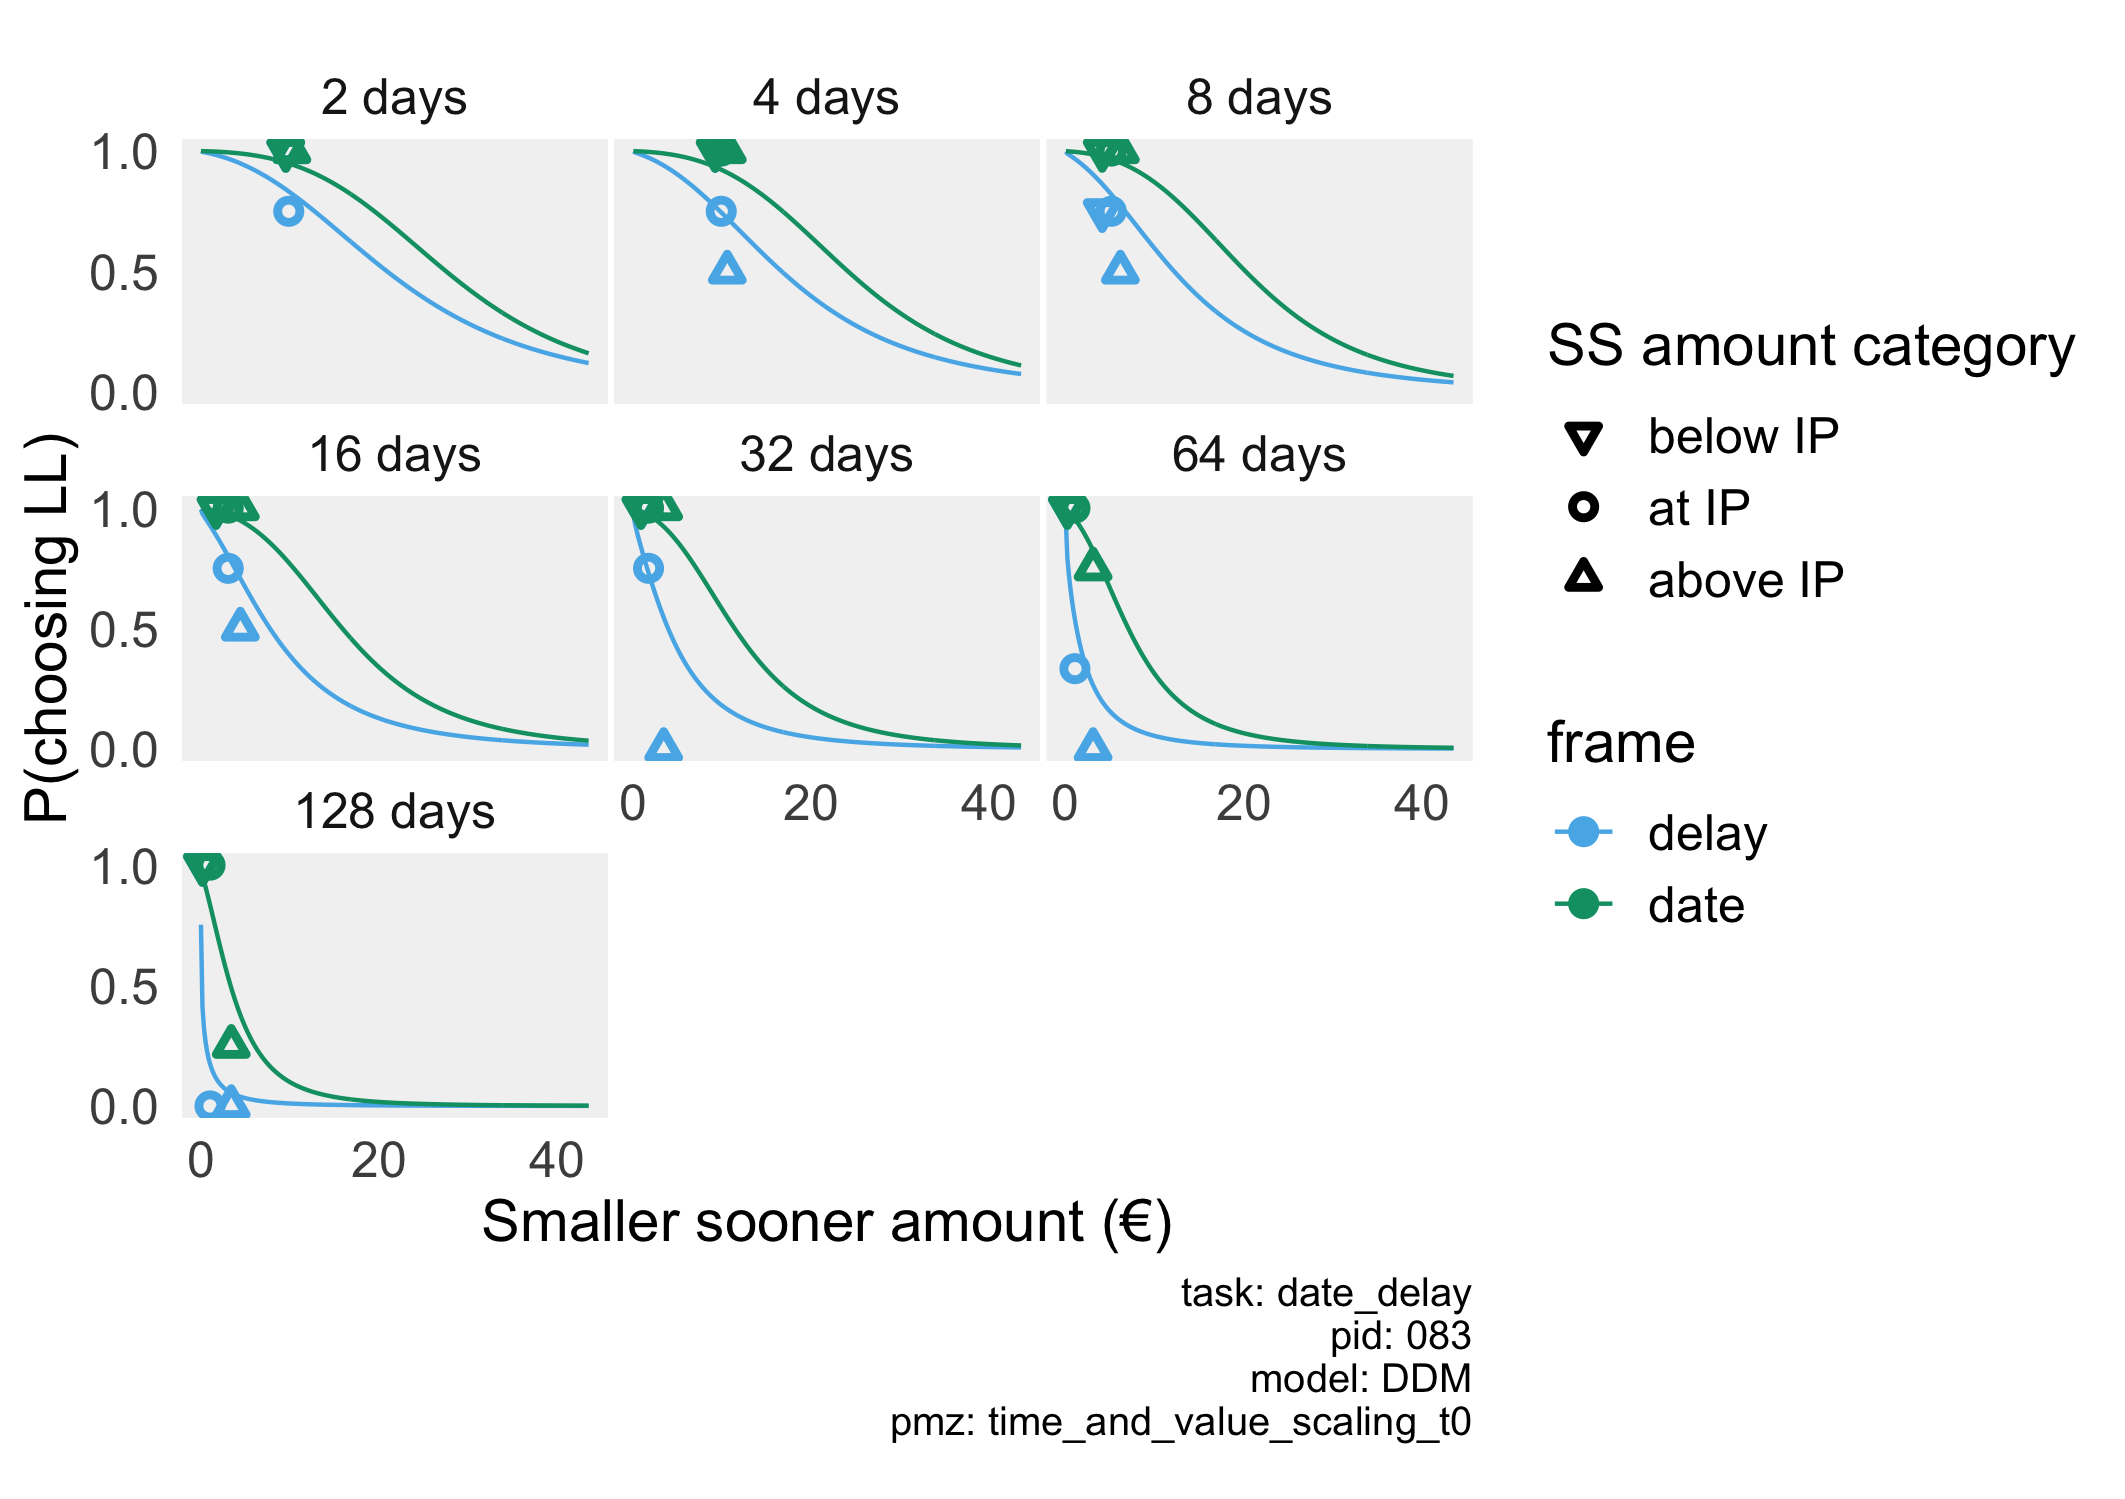 2 days
4 days
8 days
1.0
0.5
0.0
16 days
32 days
64 days
1.0
0.5
0.0
0
20
40
0
20
40
128 days
1.0
0.5
0.0
0
20
40
P(choosing LL)
Smaller sooner amount (€)
SS amount category
below IP
at IP
above IP
frame
delay
date
task: date_delay
pid: 083
model: DDM
pmz: time_and_value_scaling_t0